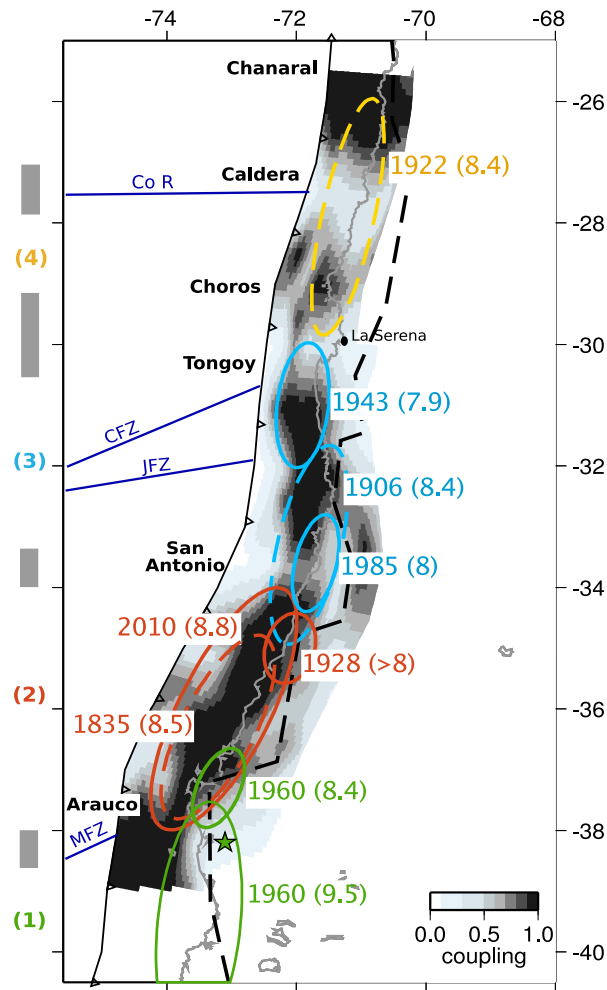 -74 -72 -70 -68
Chanaral
-26
1922 (8.4)
Caldera
Co R
-28
(4)
Choros
La Serena
-30
Tongoy
1943 (7.9)
CFZ
(3)
JFZ
-32
1906 (8.4)
San
Antonio
1985 (8)
-34
2010 (8.8)
1928 (>8)
(2)
1835 (8.5)
-36
1960 (8.4)
Arauco
MFZ
-38
1960 (9.5)
(1)
0.0 0.5 1.0
coupling
-40